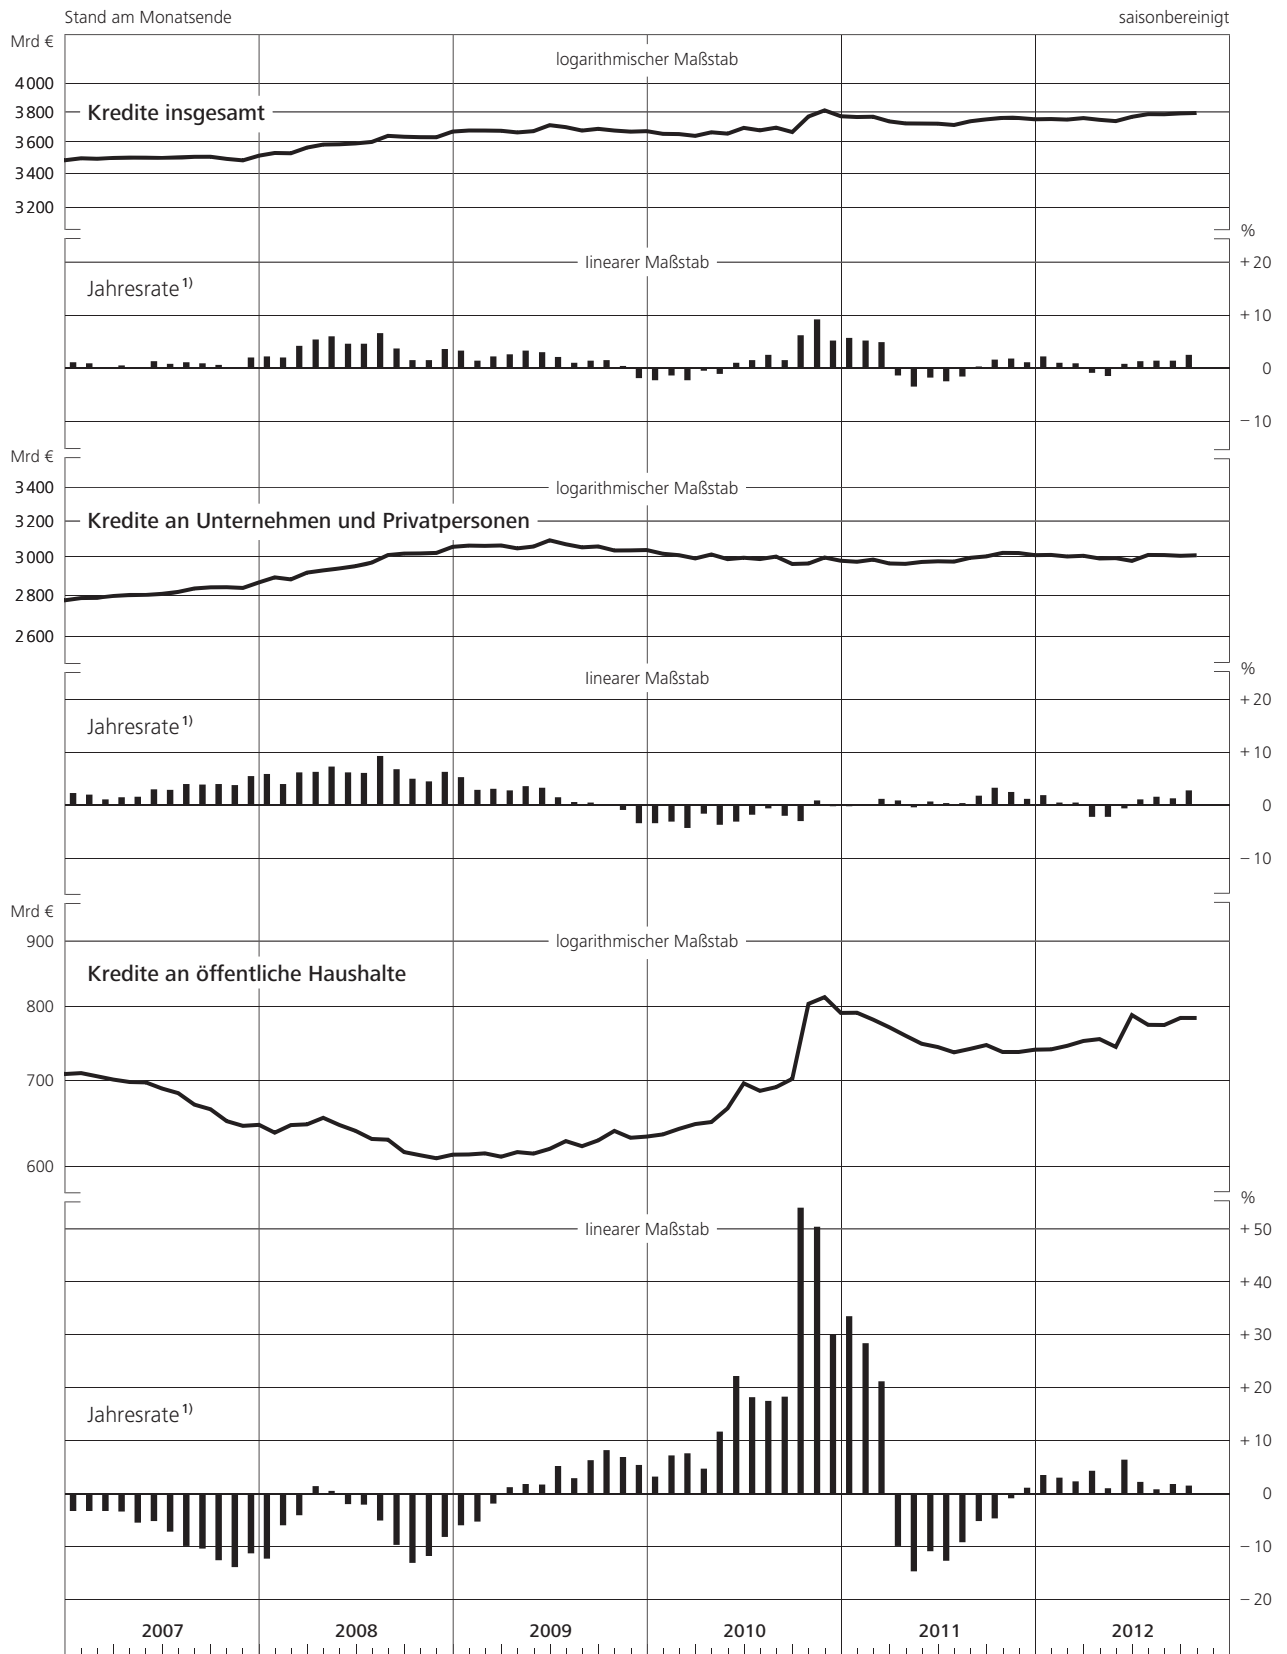 Stand am Monatsende saisonbereinigt
Mrd €
logarithmischer Maßstab
4 000
3 800 Kredite insgesamt
3 600
3 400
3 200
%
linearer Maßstab + 20
Jahresrate 1)
+ 10
0
− 10
Mrd €
3 400 logarithmischer Maßstab
3 200 Kredite an Unternehmen und Privatpersonen
3 000
2 800
2 600
%
linearer Maßstab
+ 20
Jahresrate 1)
+ 10
0
− 10
Mrd €
900 logarithmischer Maßstab
Kredite an öffentliche Haushalte
800
700
600
%
linearer Maßstab + 50
+ 40
+ 30
+ 20
Jahresrate 1)
+ 10
0
− 10
− 20
2007 2008 2009 2010 2011 2012